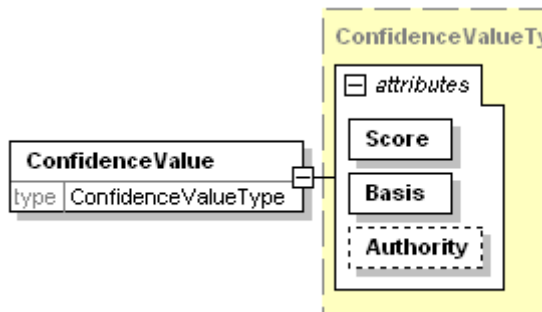 ConfidenceValueTy
attributes
Score
ConfidenceValue
type ConfidenceValueType
Basis
Authority